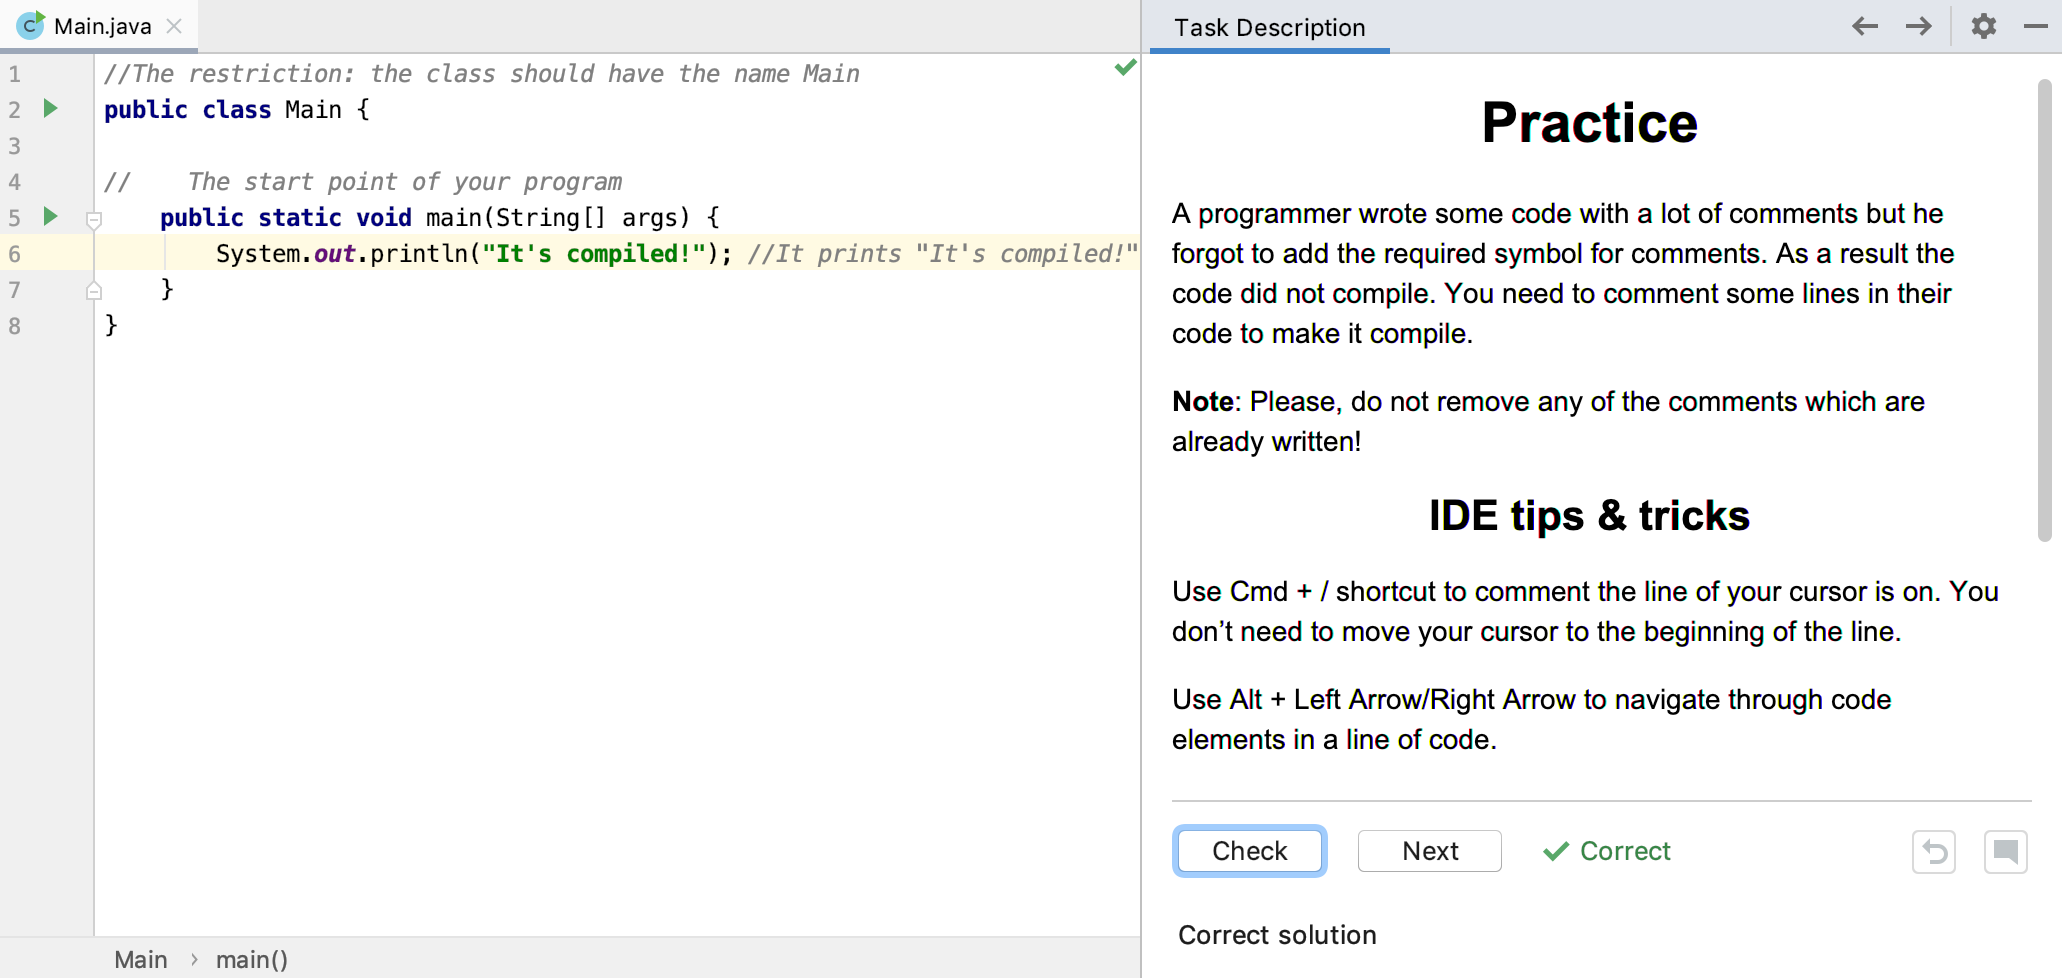 Main.java
1 //The restriction: the class should have the name Main
2 public class Main {
3
4 //    The start point of your program
5     public static void main(String[] args) {
6         System.out.println("It's compiled!"); //It prints "It's compiled!"
7     }
8 }
Main › main()
Task Description
Practice
A programmer wrote some code with a lot of comments but he
forgot to add the required symbol for comments. As a result the
code did not compile. You need to comment some lines in their
code to make it compile.
Note: Please, do not remove any of the comments which are
already written!
IDE tips & tricks
Use Cmd + / shortcut to comment the line of your cursor is on. You
don’t need to move your cursor to the beginning of the line.
Use Alt + Left Arrow/Right Arrow to navigate through code
elements in a line of code.
Check Next Correct
Correct solution